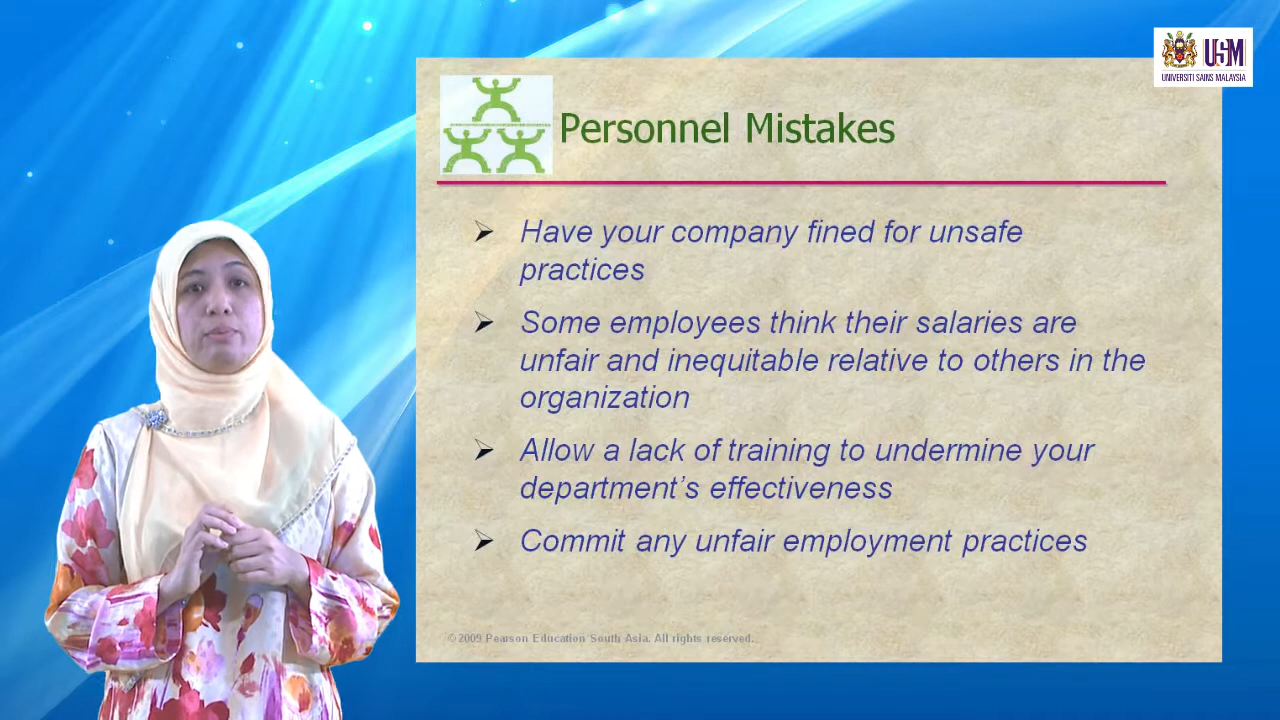 USM
UNIVERSITI SAINS MALAYSIA
Personnel Mistakes
Have your company fined for unsafe
practices
Some employees think their salaries are
unfair and inequitable relative to others in the
organization
Allow a lack of training to undermine your
department’s effectiveness
Commit any unfair employment practices
© 2009 Pearson Education South Asia. All rights reserved..